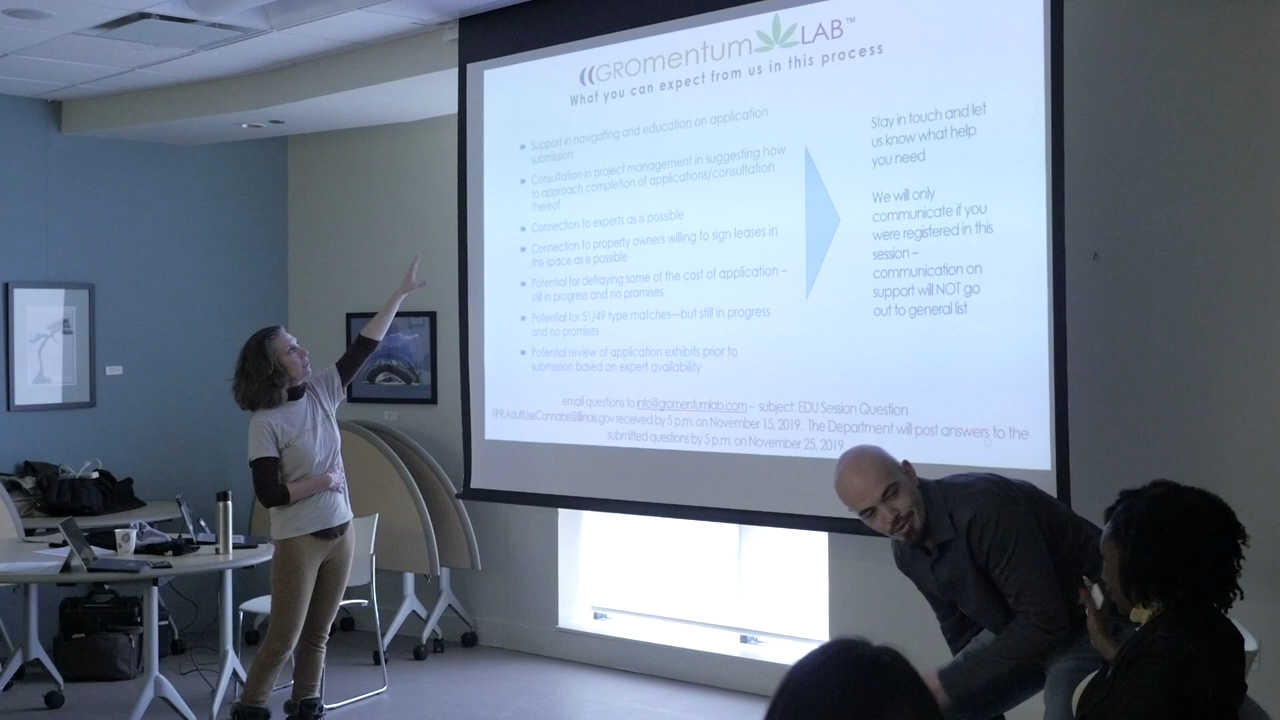 ((GROmentum LAB™
What you can expect from us in this process
Support in navigating and education on application
submission
Consultation in project management in suggesting how
to approach completion of applications/consultation
thereof
Connection to experts as is possible
Connection to property owners willing to sign leases in
this space as is possible
Potential for defraying some of the cost of application –
still in progress and no promises
Potential for 51/49 type matches—but still in progress
and no promises
Potential review of application exhibits prior to
submission based on expert availability
Stay in touch and let
us know what help
you need
We will only
communicate if you
were registered in this
session –
communication on
support will NOT go
out to general list
email questions to info@gromentumlab.com – subject: EDU Session Question
FPR.AdultUseCannabis@illinois.gov received by 5 p.m. on November 15, 2019. The Department will post answers to the
submitted questions by 5 p.m. on November 25, 2019